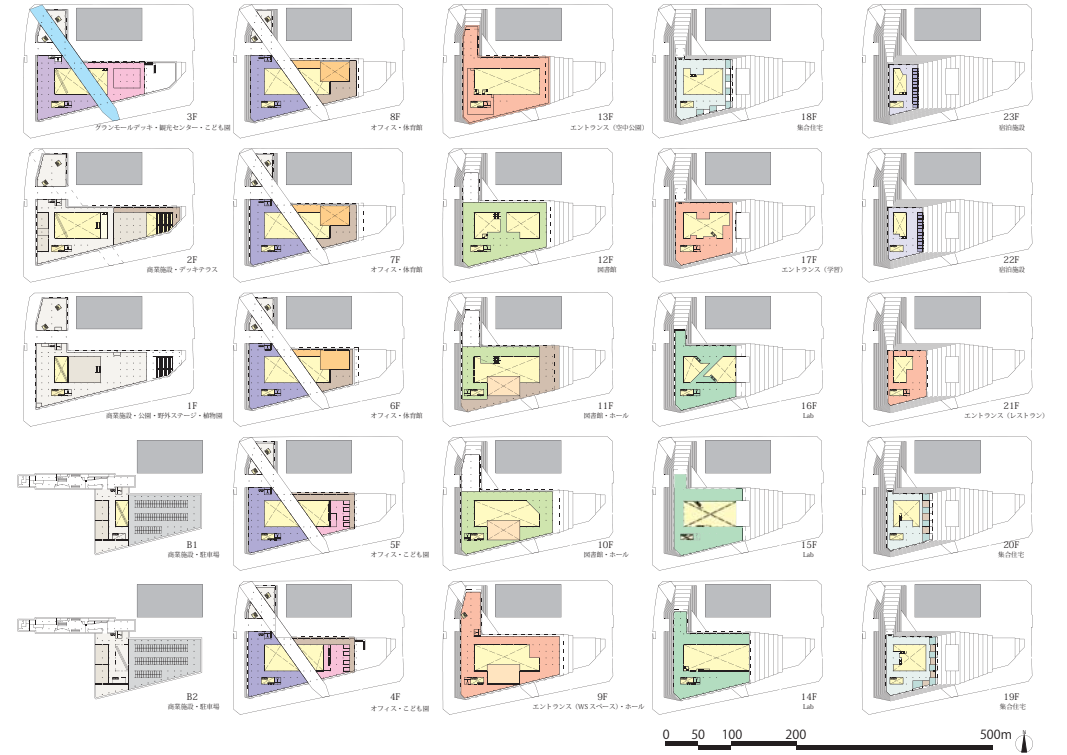 3F
グランモールデッキ・観光センター・こども園
8F
オフィス・体育館
13F
エントランス（空中公園）
18F
集合住宅
23F
宿泊施設
2F
商業施設・デッキテラス
7F
オフィス・体育館
12F
図書館
17F
エントランス（学習）
22F
宿泊施設
1F
商業施設・公園・野外ステージ・植物園
6F
オフィス・体育館
11F
図書館・ホール
16F
Lab
21F
エントランス（レストラン）
B1
商業施設・駐車場
5F
オフィス・こども園
10F
図書館・ホール
15F
Lab
20F
集合住宅
B2
商業施設・駐車場
4F
オフィス・こども園
9F
エントランス（WSスペース）・ホール
14F
Lab
19F
集合住宅
0 50 100 200 500m